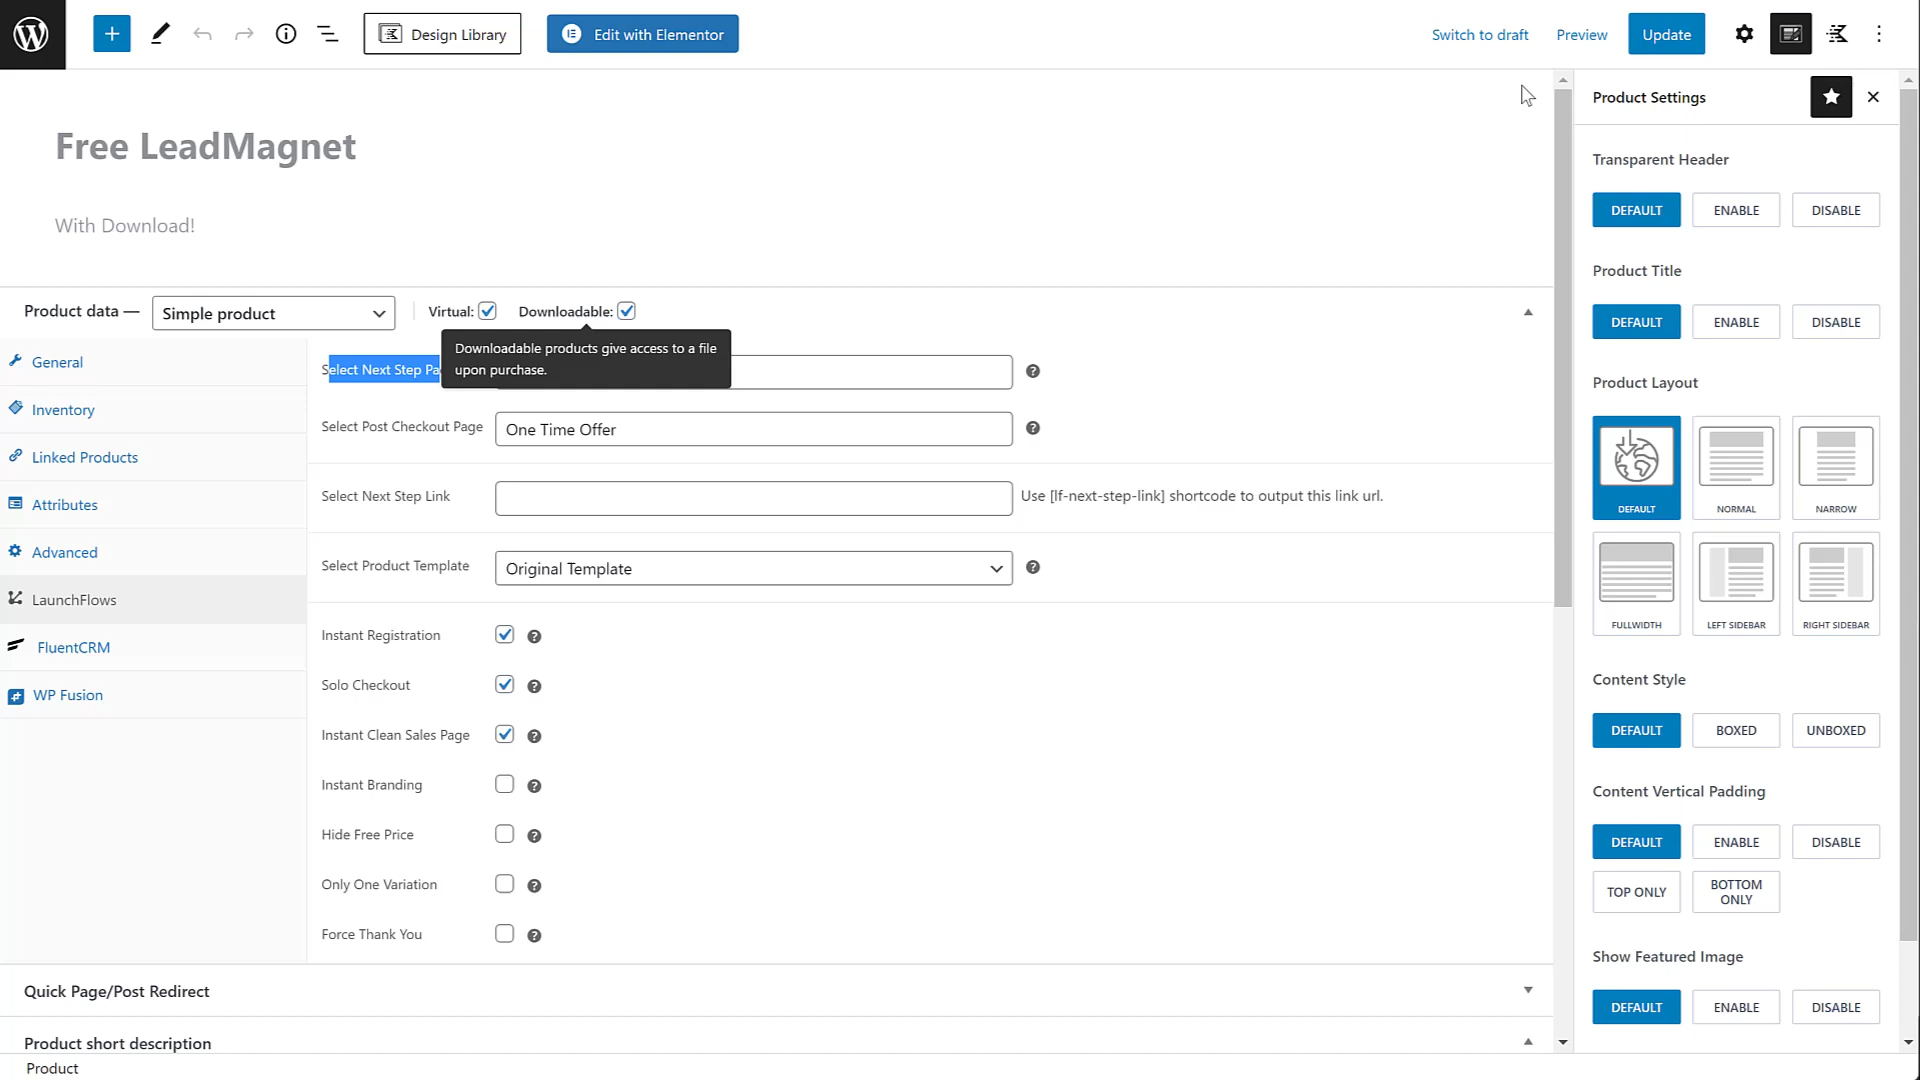 Design Library
Edit with Elementor
Switch to draft
Preview
Update
Free LeadMagnet
With Download!
Product data —
Simple product
Virtual:
Downloadable:
Downloadable products give access to a file
upon purchase.
General
Inventory
Linked Products
Attributes
Advanced
LaunchFlows
FluentCRM
WP Fusion
Select Next Step Pa
Select Post Checkout Page
One Time Offer
Select Next Step Link
Use [lf-next-step-link] shortcode to output this link url.
Select Product Template
Original Template
Instant Registration
Solo Checkout
Instant Clean Sales Page
Instant Branding
Hide Free Price
Only One Variation
Force Thank You
Quick Page/Post Redirect
Product short description
Product
Product Settings
Transparent Header
DEFAULT ENABLE DISABLE
Product Title
DEFAULT ENABLE DISABLE
Product Layout
DEFAULT NORMAL NARROW
FULLWIDTH LEFT SIDEBAR RIGHT SIDEBAR
Content Style
DEFAULT BOXED UNBOXED
Content Vertical Padding
DEFAULT ENABLE DISABLE
TOP ONLY BOTTOM ONLY
Show Featured Image
DEFAULT ENABLE DISABLE